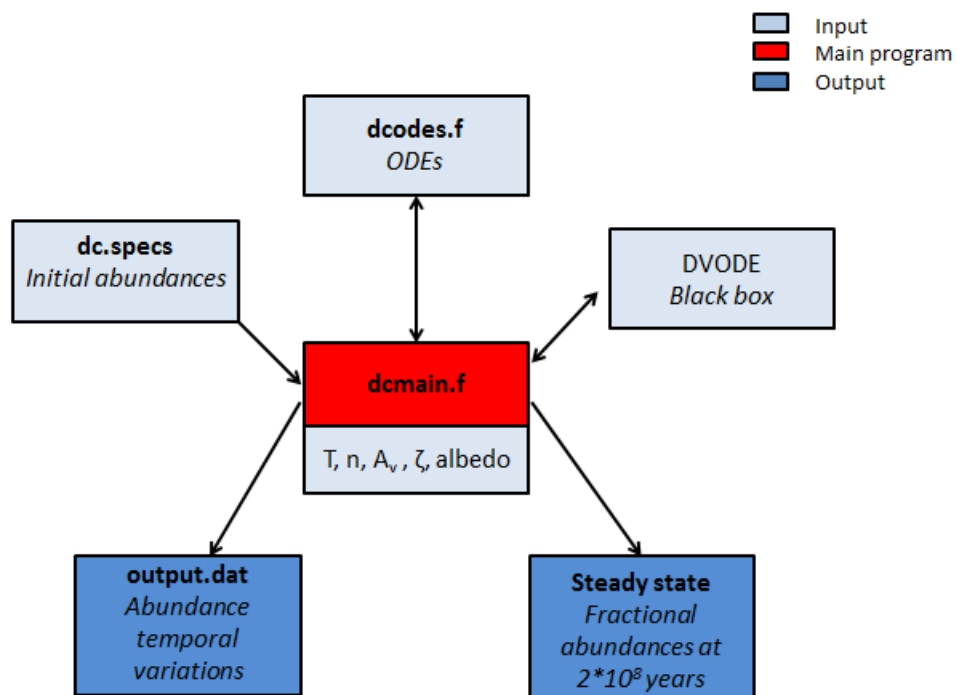 Input
Main program
Output
dcodes.f
ODEs
dc.specs
Initial abundances
DVODE
Black box
dcmain.f
T, n, Aᵥ , ζ, albedo
output.dat
Abundance
temporal
variations
Steady state
Fractional
abundances at
2*10⁸ years